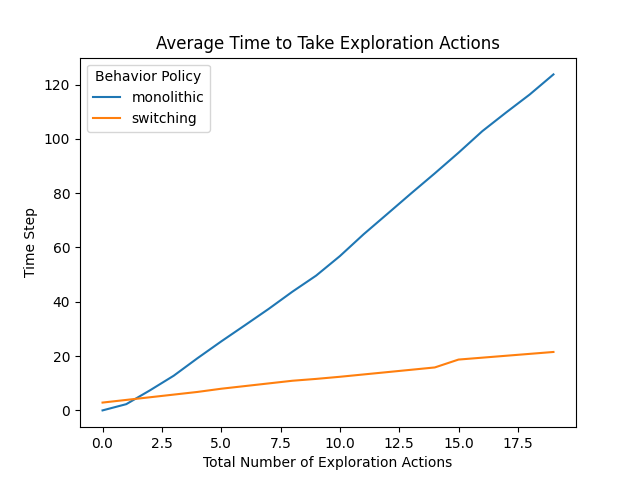 Average Time to Take Exploration Actions
Behavior Policy
monolithic
switching
Time Step
120
100
80
60
40
20
0
0.0 2.5 5.0 7.5 10.0 12.5 15.0 17.5
Total Number of Exploration Actions